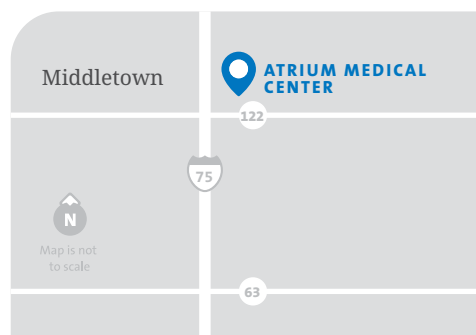 Middletown
ATRIUM MEDICAL
CENTER
122
75
N
Map is not
to scale
63